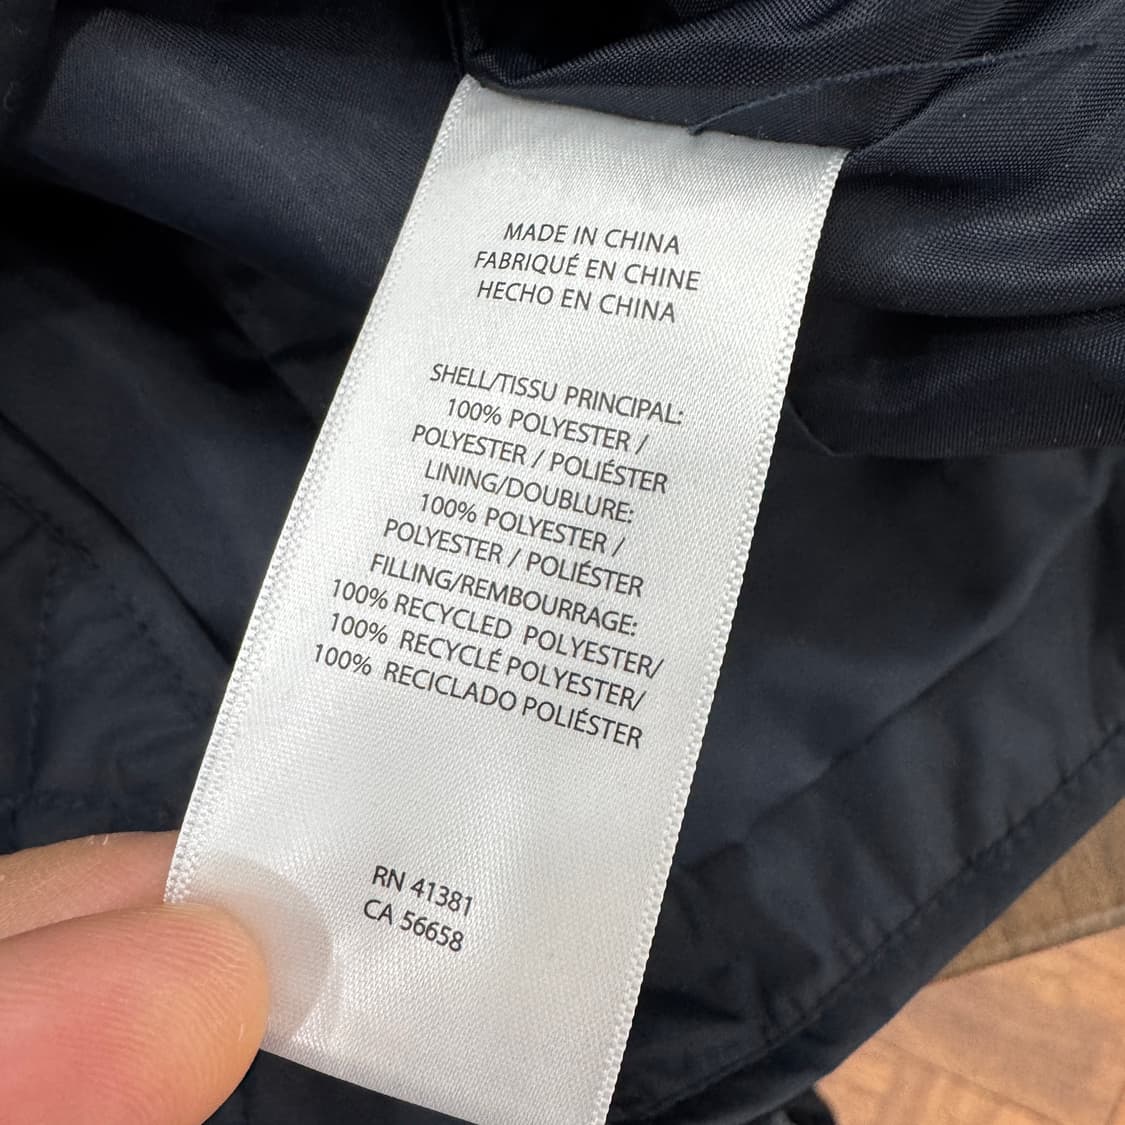 MADE IN CHINA
FABRIQUÉ EN CHINE
HECHO EN CHINA
SHELL/TISSU PRINCIPAL:
100% POLYESTER /
POLYESTER / POLIÉSTER
LINING/DOUBLURE:
100% POLYESTER /
POLYESTER / POLIÉSTER
FILLING/REMBOURRAGE:
100% RECYCLED POLYESTER/
100% RECYCLÉ POLYESTER/
100% RECICLADO POLIÉSTER
RN 41381
CA 56658